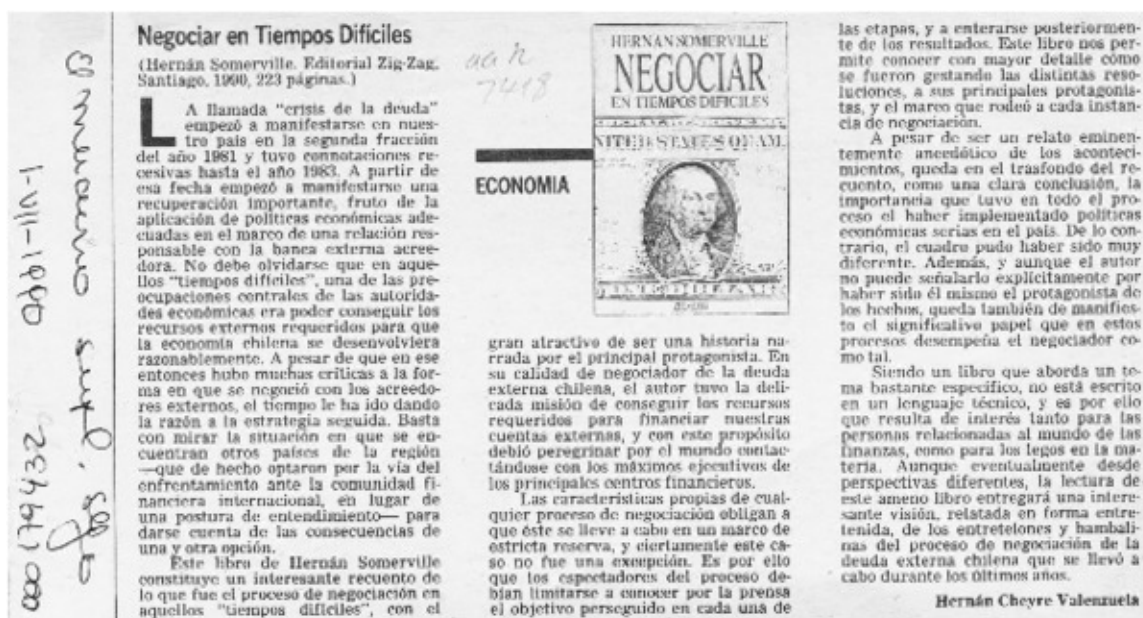 Negociar en Tiempos Difíciles
(Hernán Somerville. Editorial Zig-Zag,
Santiago, 1990, 223 páginas.)
LA llamada "crisis de la deuda"
empezó a manifestarse en nues-
tro país en la segunda fracción
del año 1981 y tuvo connotaciones re-
cesivas hasta el año 1983. A partir de
esa fecha empezó a manifestarse una
recuperación importante, fruto de la
aplicación de políticas económicas ade-
cuadas en el marco de una relación res-
ponsable con la banca externa acree-
dora. No debe olvidarse que en aque-
llos "tiempos difíciles", una de las pre-
ocupaciones centrales de las autorida-
des económicas era poder conseguir los
recursos externos requeridos para que
la economía chilena se desenvolviera
razonablemente. A pesar de que en ese
entonces hubo muchas críticas a la for-
ma en que se negoció con los acreedo-
res externos, el tiempo le ha ido dando
la razón a la estrategia seguida. Basta
con mirar la situación en que se en-
cuentran otros países de la región
—que de hecho optaron por la vía del
enfrentamiento ante la comunidad fi-
nanciera internacional, en lugar de
una postura de entendimiento— para
darse cuenta de las consecuencias de
una y otra opción.
Este libro de Hernán Somerville
constituye un interesante recuento de
lo que fue el proceso de negociación en
aquellos "tiempos difíciles", con el
7418
ECONOMIA
HERNAN SOMERVILLE
NEGOCIAR
EN TIEMPOS DIFICILES
NITED STATES OF AM
gran atractivo de ser una historia na-
rrada por el principal protagonista. En
su calidad de negociador de la deuda
externa chilena, el autor tuvo la deli-
cada misión de conseguir los recursos
requeridos para financiar nuestras
cuentas externas, y con este propósito
debió peregrinar por el mundo contac-
tándose con los máximos ejecutivos de
los principales centros financieros.
Las características propias de cual-
quier proceso de negociación obligan a
que éste se lleve a cabo en un marco de
estricta reserva, y ciertamente este ca-
so no fue una excepción. Es por ello
que los espectadores del proceso de-
bían limitarse a conocer por la prensa
el objetivo perseguido en cada una de
las etapas, y a enterarse posteriormen-
te de los resultados. Este libro nos per-
mite conocer con mayor detalle cómo
se fueron gestando las distintas reso-
luciones, a sus principales protagonis-
tas, y el marco que rodeó a cada instan-
cia de negociación.
A pesar de ser un relato eminen-
temente anecdótico de los aconteci-
mientos, queda en el trasfondo del re-
cuento, como una clara conclusión, la
importancia que tuvo en todo el pro-
ceso el haber implementado políticas
económicas serias en el país. De lo con-
trario, el cuadro pudo haber sido muy
diferente. Además, y aunque el autor
no puede señalarlo explícitamente por
haber sido él mismo el protagonista de
los hechos, queda también de manifies-
to el significativo papel que en estos
procesos desempeña el negociador co-
mo tal.
Siendo un libro que aborda un te-
ma bastante específico, no está escrito
en un lenguaje técnico, y es por ello
que resulta de interés tanto para las
personas relacionadas al mundo de las
finanzas, como para los legos en la ma-
teria. Aunque eventualmente desde
perspectivas diferentes, la lectura de
este ameno libro entregará una intere-
sante visión, relatada en forma entre-
tenida, de los entretelones y bambali-
nas del proceso de negociación de la
deuda externa chilena que se llevó a
cabo durante los últimos años.
Hernán Cheyre Valenzuela
El Mercurio
1-VIII-1990